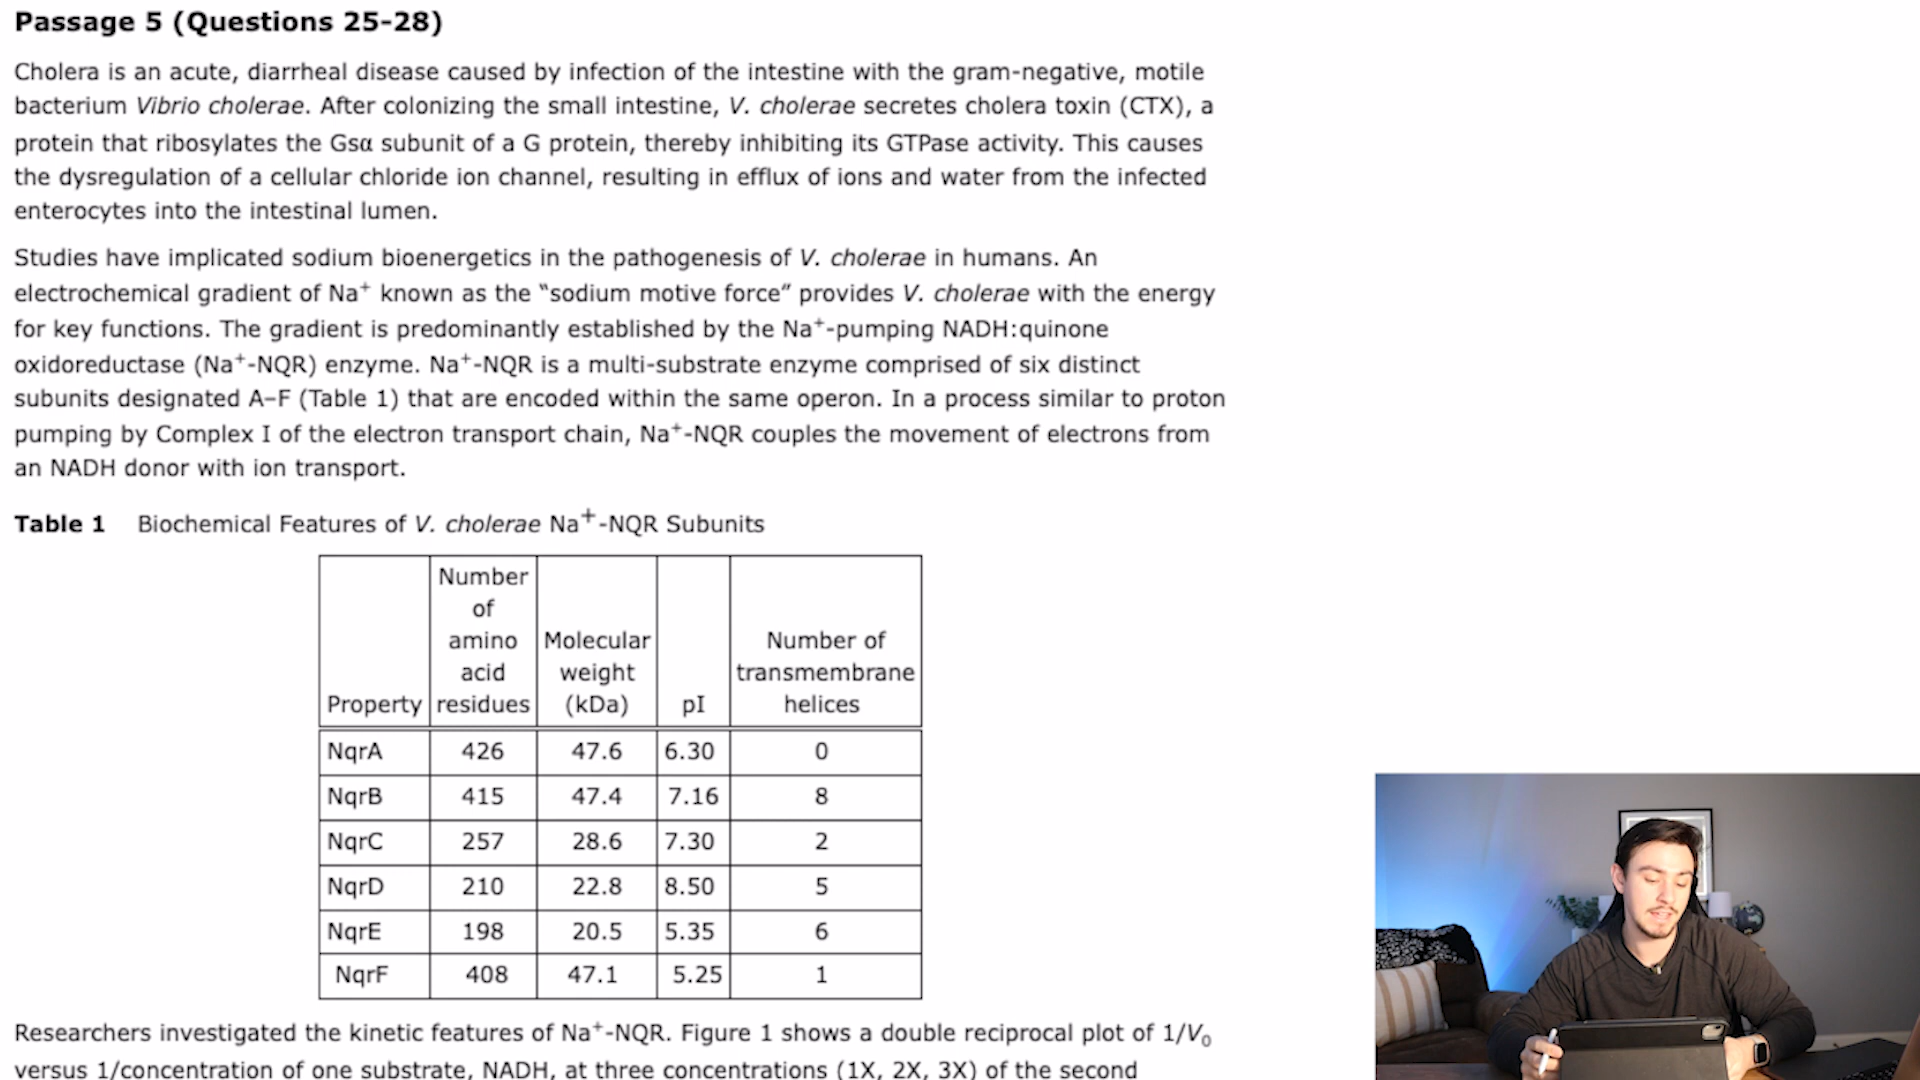 Passage 5 (Questions 25-28)
Cholera is an acute, diarrheal disease caused by infection of the intestine with the gram-negative, motile
bacterium Vibrio cholerae. After colonizing the small intestine, V. cholerae secretes cholera toxin (CTX), a
protein that ribosylates the Gsα subunit of a G protein, thereby inhibiting its GTPase activity. This causes
the dysregulation of a cellular chloride ion channel, resulting in efflux of ions and water from the infected
enterocytes into the intestinal lumen.
Studies have implicated sodium bioenergetics in the pathogenesis of V. cholerae in humans. An
electrochemical gradient of Na⁺ known as the “sodium motive force” provides V. cholerae with the energy
for key functions. The gradient is predominantly established by the Na⁺-pumping NADH:quinone
oxidoreductase (Na⁺-NQR) enzyme. Na⁺-NQR is a multi-substrate enzyme comprised of six distinct
subunits designated A–F (Table 1) that are encoded within the same operon. In a process similar to proton
pumping by Complex I of the electron transport chain, Na⁺-NQR couples the movement of electrons from
an NADH donor with ion transport.
Table 1 Biochemical Features of V. cholerae Na⁺-NQR Subunits
Number
of
amino Molecular Number of
acid weight transmembrane
Property residues (kDa) pI helices
NqrA 426 47.6 6.30 0
NqrB 415 47.4 7.16 8
NqrC 257 28.6 7.30 2
NqrD 210 22.8 8.50 5
NqrE 198 20.5 5.35 6
NqrF 408 47.1 5.25 1
Researchers investigated the kinetic features of Na⁺-NQR. Figure 1 shows a double reciprocal plot of 1/V₀
versus 1/concentration of one substrate, NADH, at three concentrations (1X, 2X, 3X) of the second